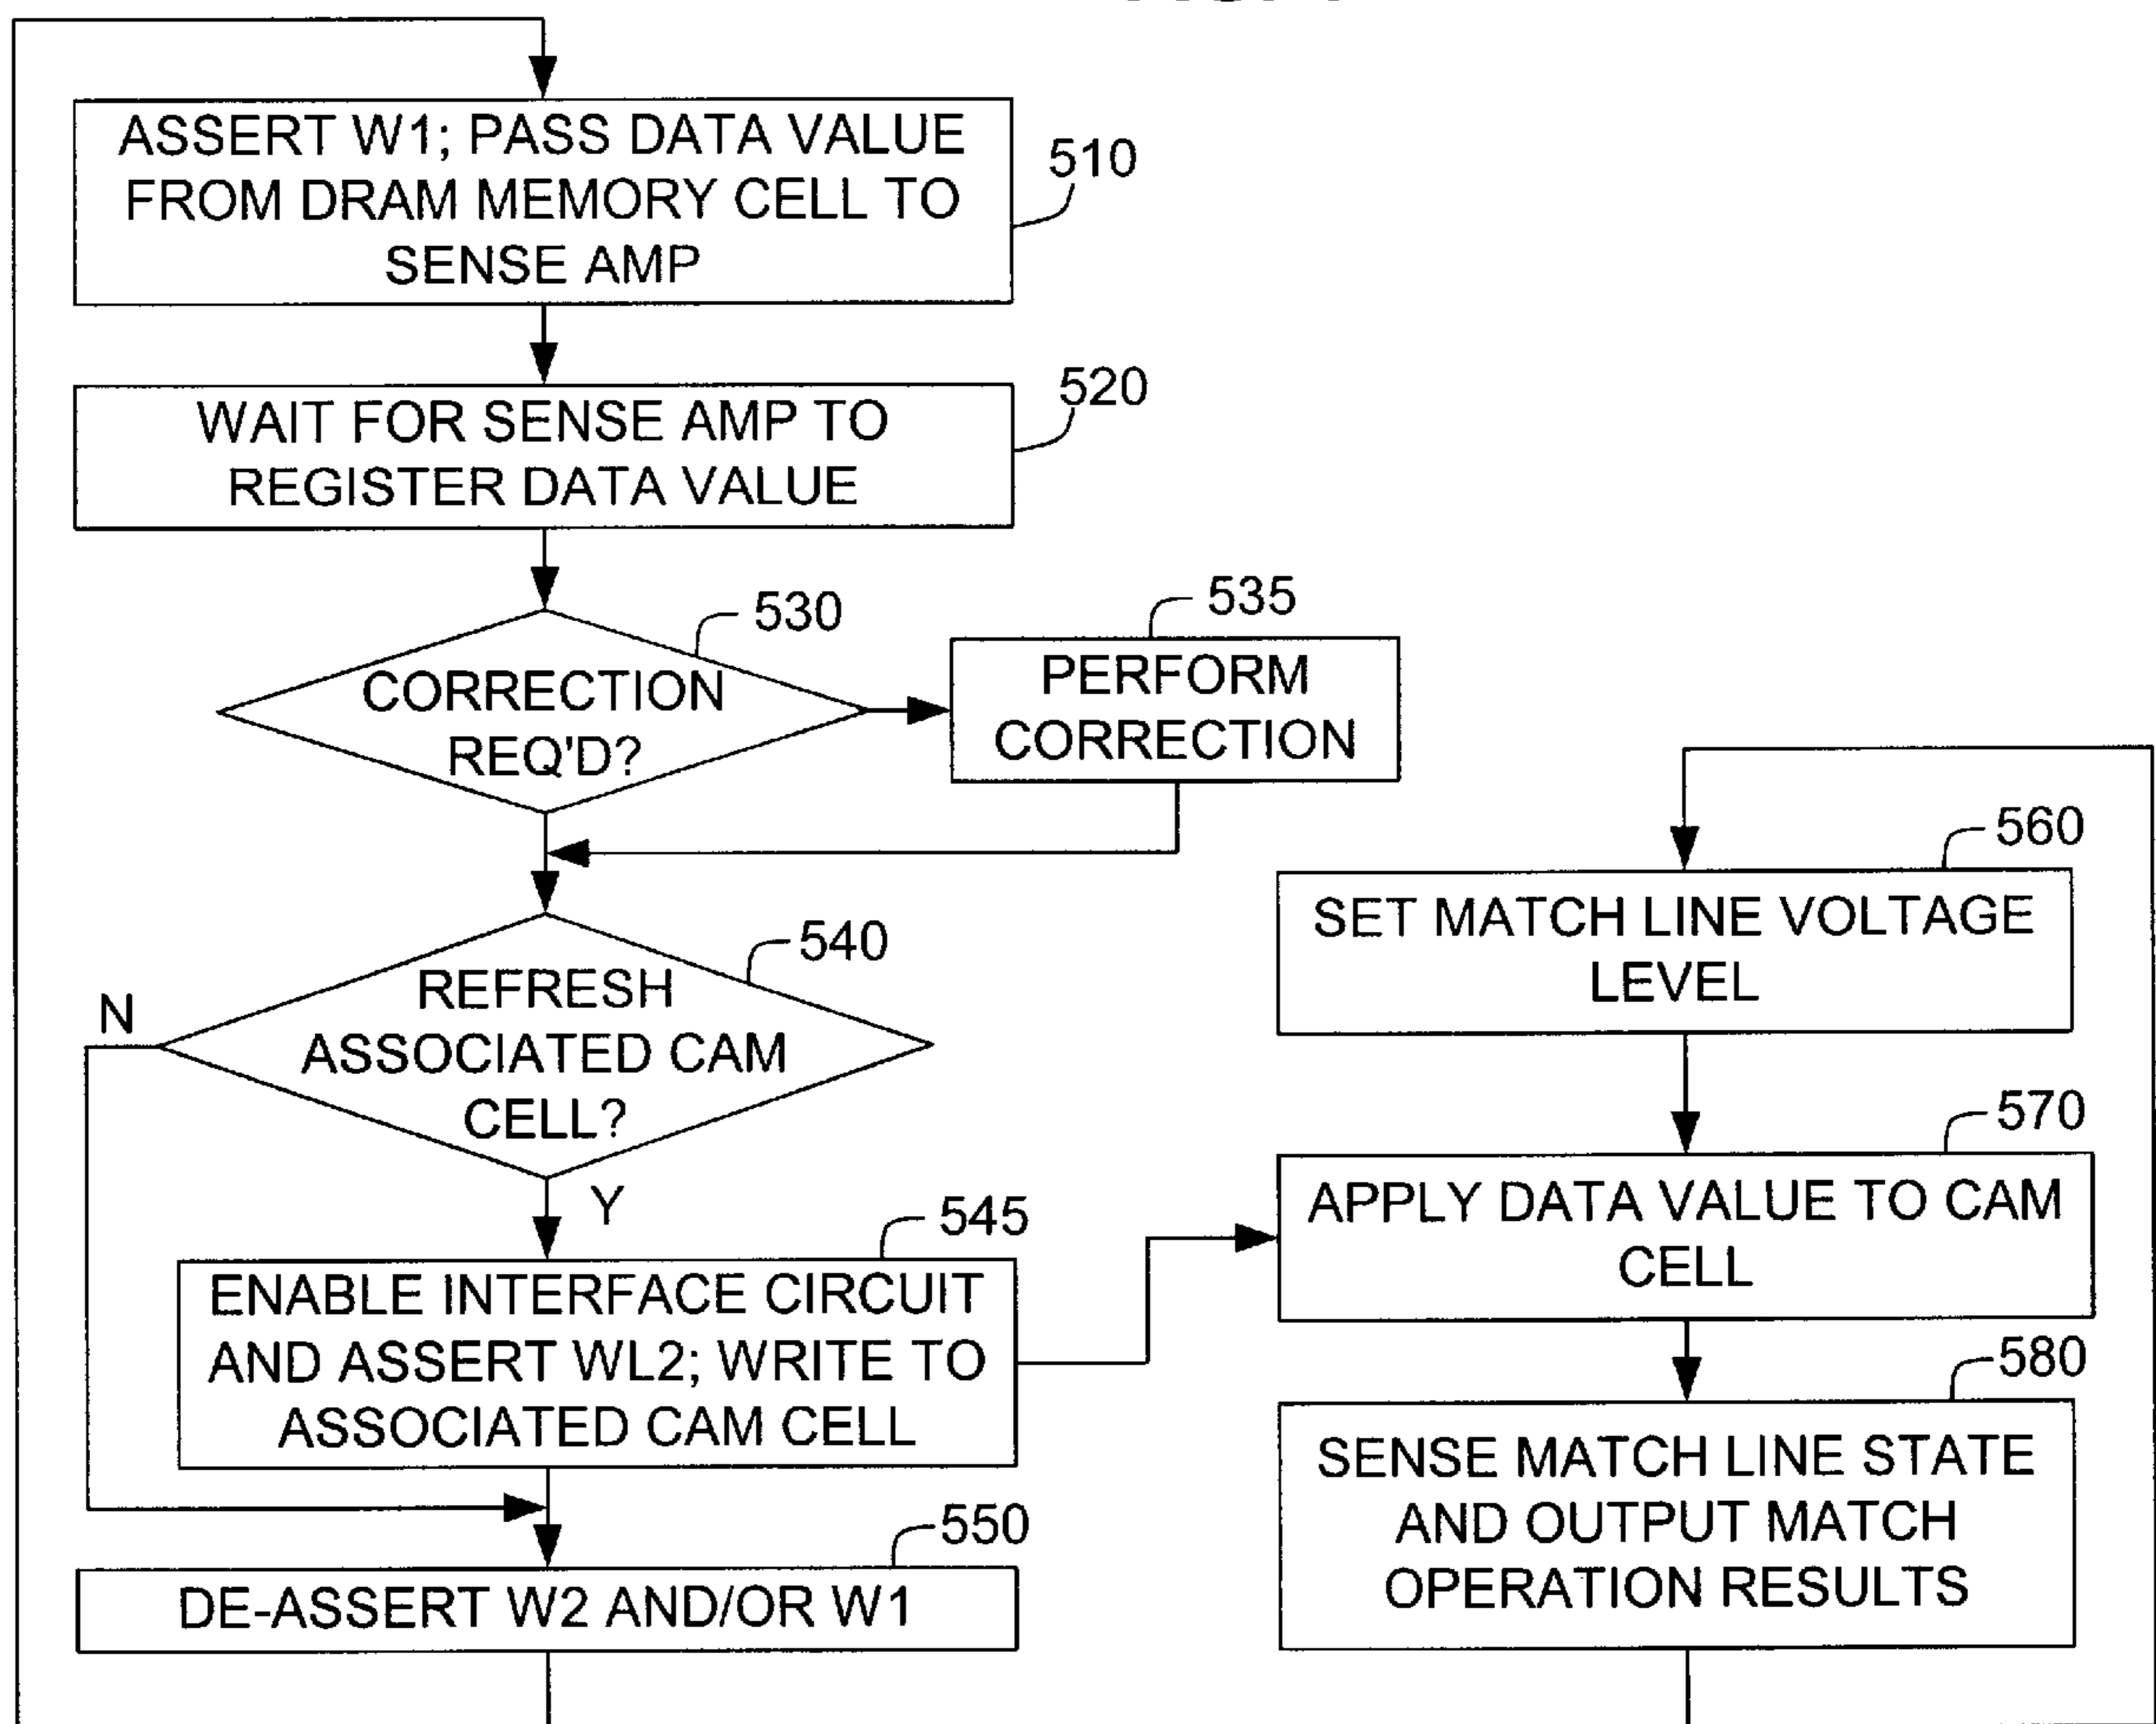 ASSERT W1; PASS DATA VALUE
FROM DRAM MEMORY CELL TO
SENSE AMP
510
WAIT FOR SENSE AMP TO
REGISTER DATA VALUE
520
530
CORRECTION
REQ'D?
535
PERFORM
CORRECTION
540
REFRESH
ASSOCIATED CAM
CELL?
N
Y
545
ENABLE INTERFACE CIRCUIT
AND ASSERT WL2; WRITE TO
ASSOCIATED CAM CELL
550
DE-ASSERT W2 AND/OR W1
560
SET MATCH LINE VOLTAGE
LEVEL
570
APPLY DATA VALUE TO CAM
CELL
580
SENSE MATCH LINE STATE
AND OUTPUT MATCH
OPERATION RESULTS